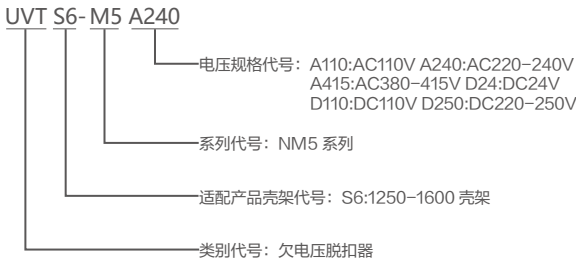 UVT S6- M5 A240
电压规格代号：A110:AC110V A240:AC220-240V
A415:AC380-415V D24:DC24V
D110:DC110V D250:DC220-250V
系列代号：NM5 系列
适配产品壳架代号：S6:1250-1600 壳架
类别代号：欠电压脱扣器